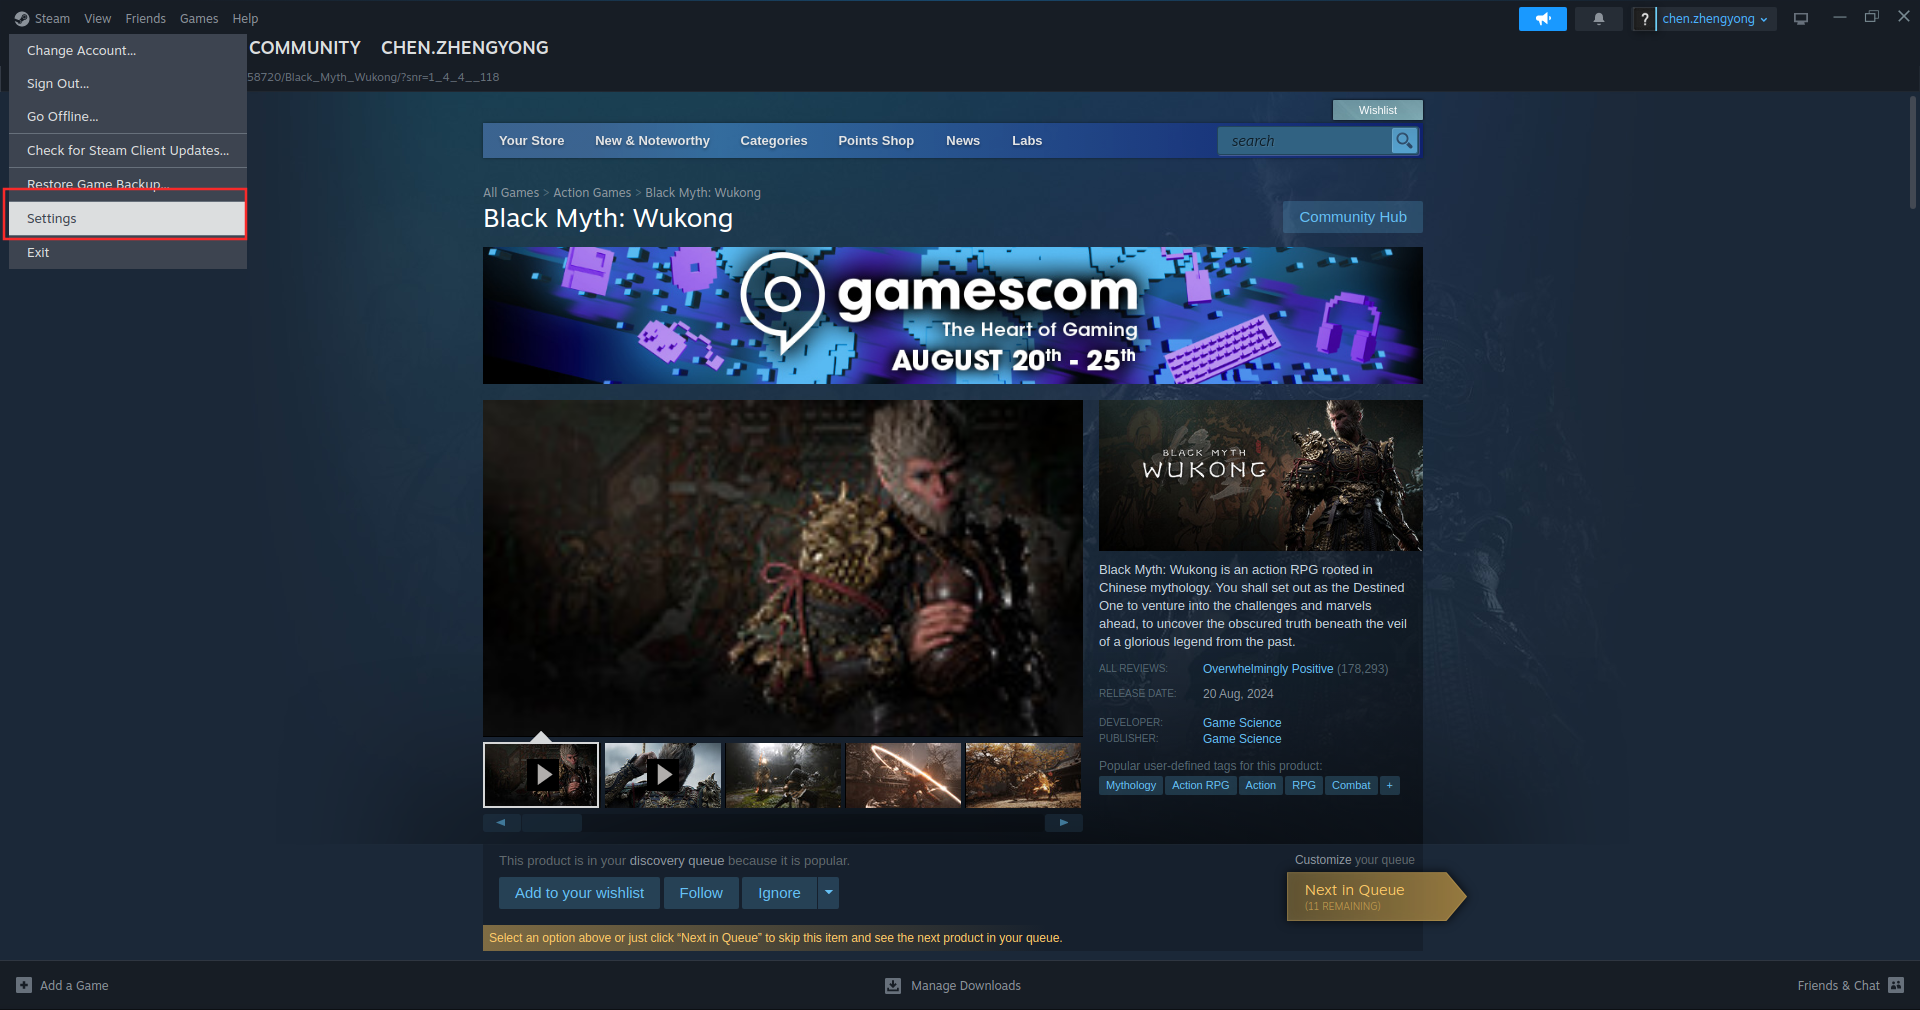 Steam View Friends Games Help
? chen.zhengyong
Change Account...
Sign Out...
Go Offline...
Check for Steam Client Updates...
Restore Game Backup...
Settings
Exit
COMMUNITY CHEN.ZHENGYONG
58720/Black_Myth_Wukong/?snr=1_4_4__118
Wishlist
Your Store New & Noteworthy Categories Points Shop News Labs search
All Games > Action Games > Black Myth: Wukong
Black Myth: Wukong
Community Hub
gamescom
The Heart of Gaming
AUGUST 20th - 25th
BLACK MYTH
WUKONG
Black Myth: Wukong is an action RPG rooted in
Chinese mythology. You shall set out as the Destined
One to venture into the challenges and marvels
ahead, to uncover the obscured truth beneath the veil
of a glorious legend from the past.
ALL REVIEWS: Overwhelmingly Positive (178,293)
RELEASE DATE: 20 Aug, 2024
DEVELOPER: Game Science
PUBLISHER: Game Science
Popular user-defined tags for this product:
Mythology Action RPG Action RPG Combat +
This product is in your discovery queue because it is popular.
Add to your wishlist Follow Ignore
Customize your queue
Next In Queue
(11 REMAINING)
Select an option above or just click “Next in Queue” to skip this item and see the next product in your queue.
Add a Game
Manage Downloads
Friends & Chat